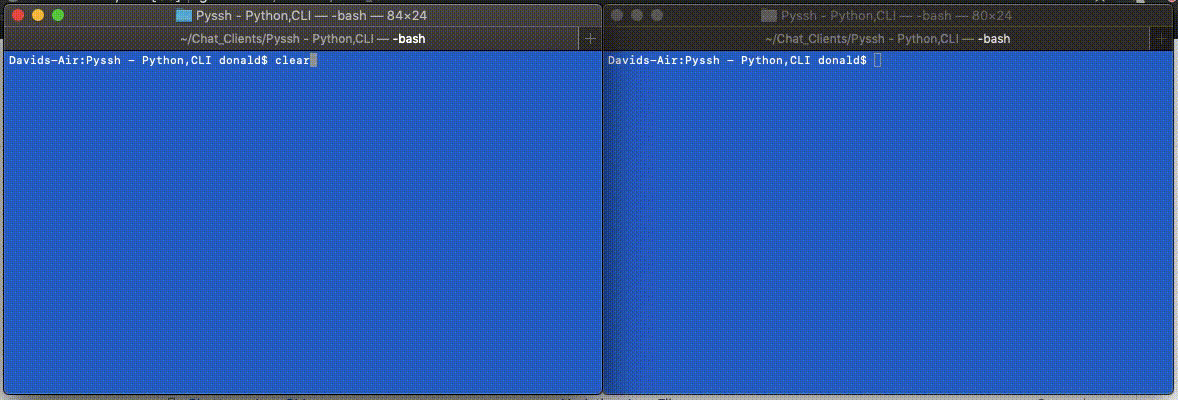 Pyssh - Python,CLI — -bash — 84×24
~/Chat_Clients/Pyssh - Python,CLI — -bash
Davids-Air:Pyssh - Python,CLI donald$ clear
Pyssh - Python,CLI — -bash — 80×24
~/Chat_Clients/Pyssh - Python,CLI — -bash
Davids-Air:Pyssh - Python,CLI donald$